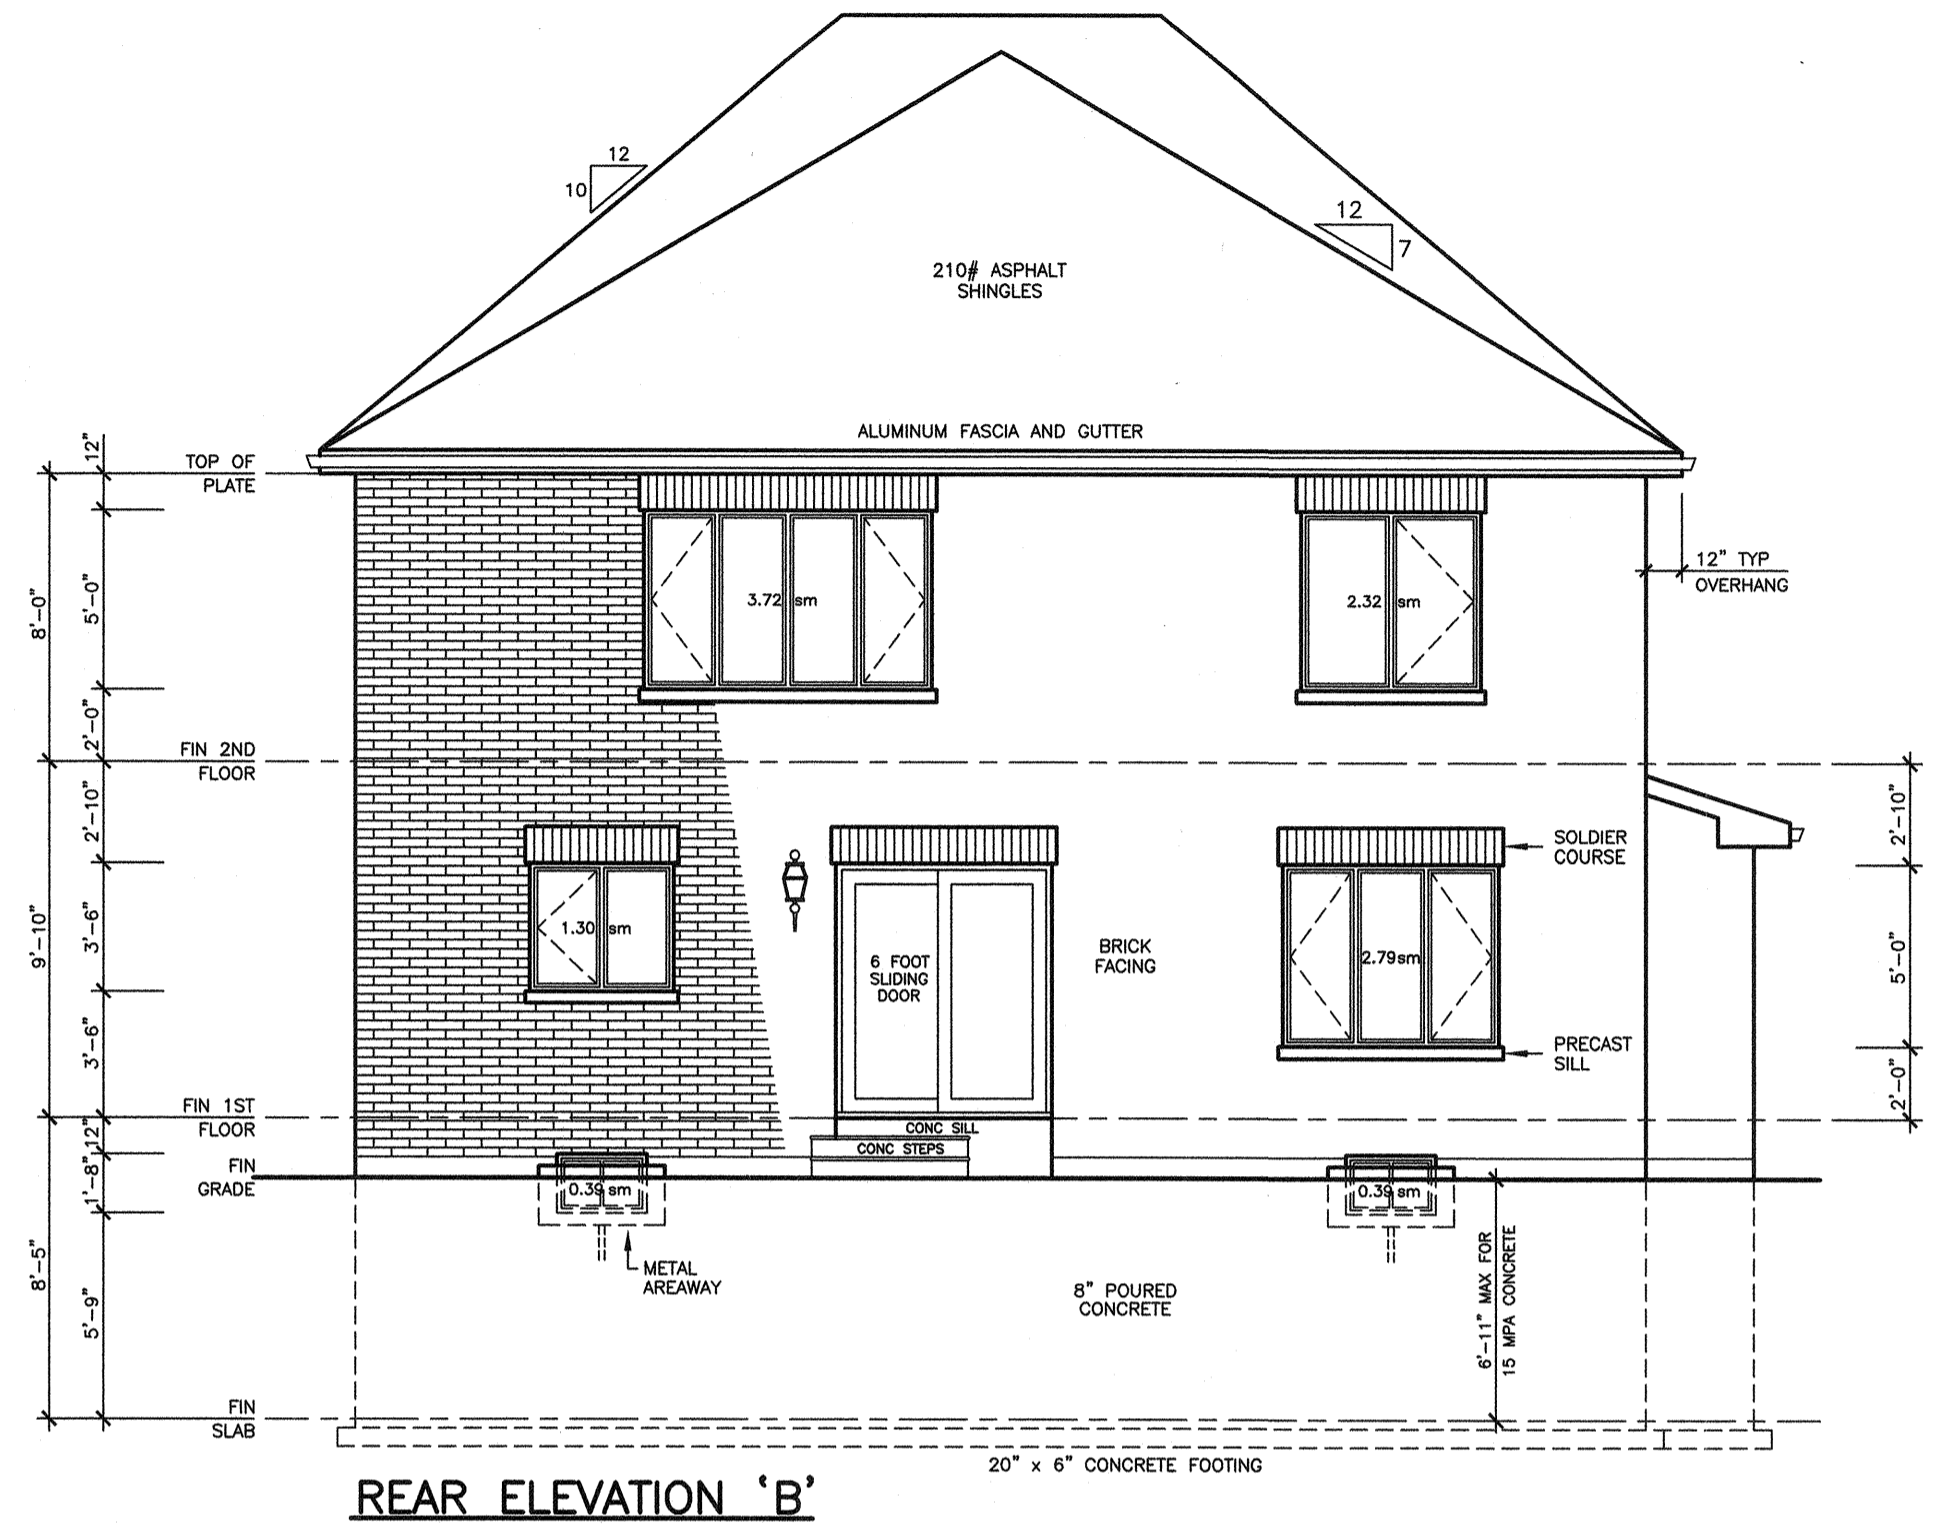 12
10
12
7
210# ASPHALT
SHINGLES
ALUMINUM FASCIA AND GUTTER
12"
TOP OF
PLATE
12" TYP
OVERHANG
8'-0"
5'-0"
2'-0"
3.72 sm
2.32 sm
FIN 2ND
FLOOR
9'-10"
2'-10"
3'-6"
3'-6"
1.30 sm
6 FOOT
SLIDING
DOOR
BRICK
FACING
2.79sm
SOLDIER
COURSE
PRECAST
SILL
2'-10"
5'-0"
2'-0"
FIN 1ST
FLOOR
CONC SILL
CONC STEPS
12"
1'-8"
FIN
GRADE
0.39 sm
0.39 sm
METAL
AREAWAY
8" POURED
CONCRETE
6'-11" MAX FOR
15 MPA CONCRETE
8'-5"
5'-9"
FIN
SLAB
20" x 6" CONCRETE FOOTING
REAR ELEVATION 'B'